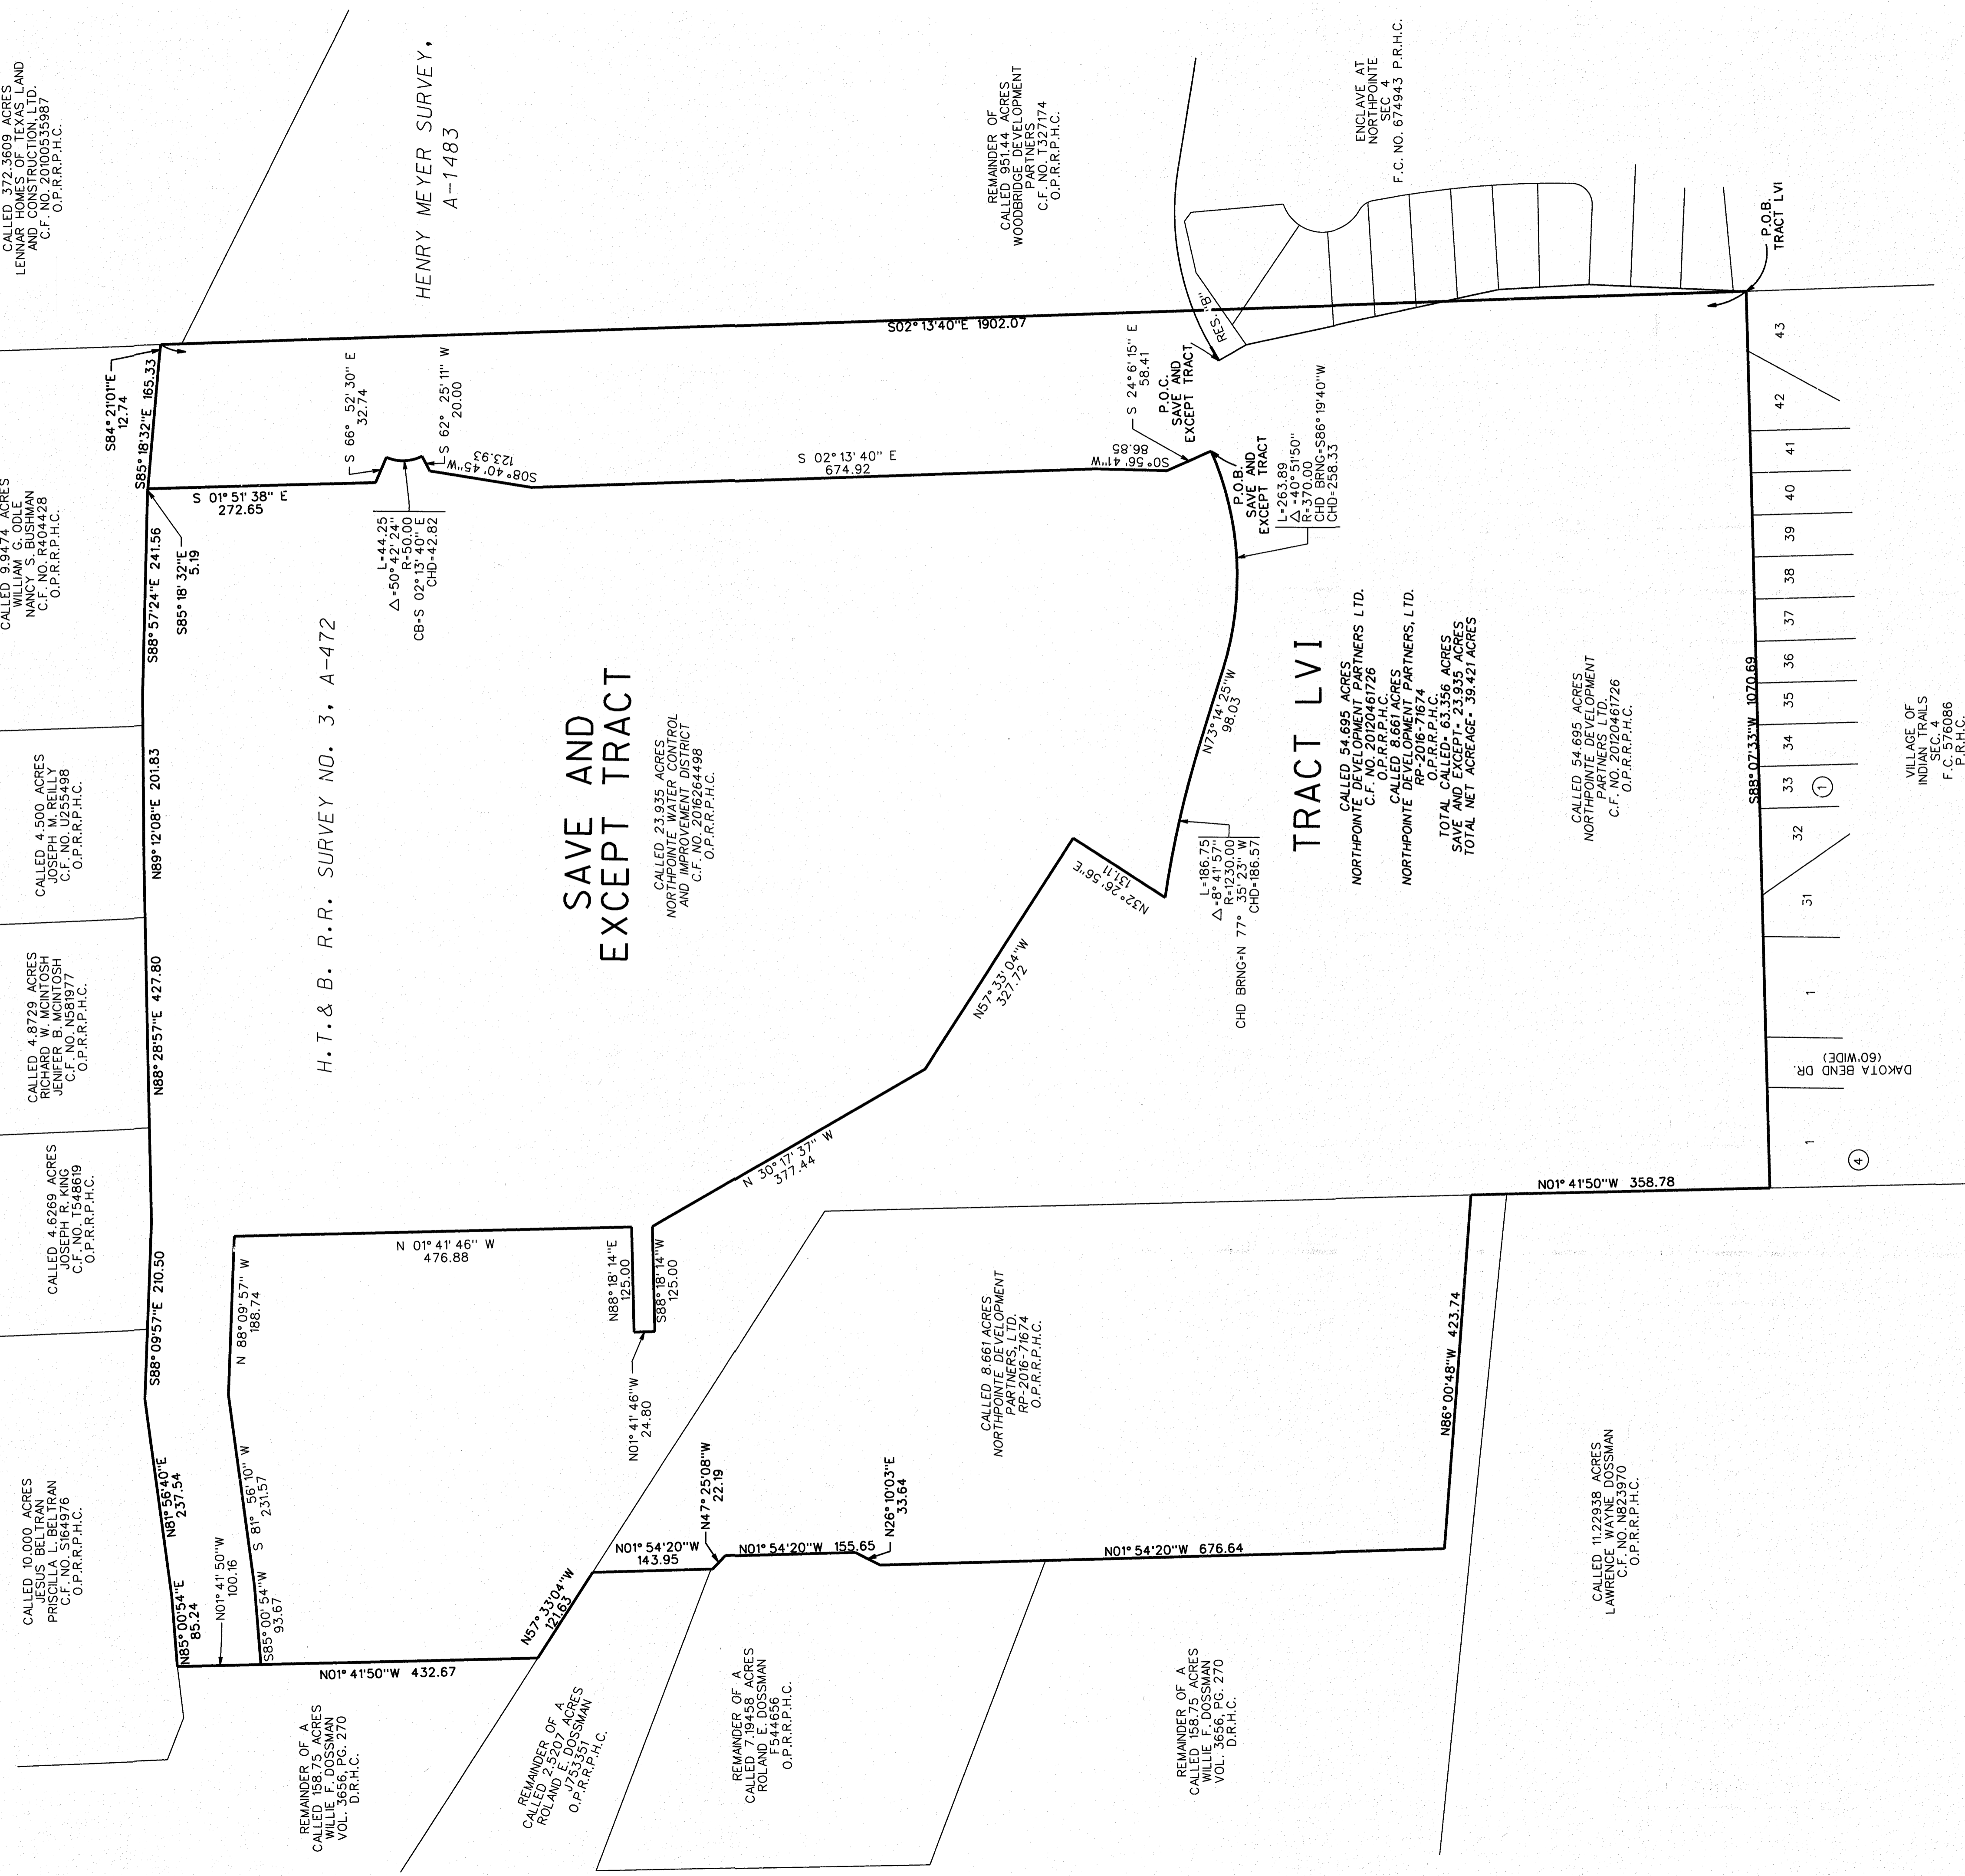 CALLED 372.3609 ACRES
LENNAR HOMES OF TEXAS LAND
AND CONSTRUCTION, LTD.
C.F. NO. 20100535987
O.P.R.R.P.H.C.
HENRY MEYER SURVEY,
A-1483
REMAINDER OF
CALLED 951.44 ACRES
WOODBRIDGE DEVELOPMENT
PARTNERS
C.F. NO. T327174
O.P.R.R.P.H.C.
ENCLAVE AT
NORTHPOINTE
SEC 4
F.C. NO. 674943 P.R.H.C.
RES. "B"
P.O.B.
TRACT LVI
CALLED 9.9474 ACRES
WILLIAM G. ODLE
NANCY S. BUSHMAN
C.F. NO. R404428
O.P.R.R.P.H.C.
CALLED 4.500 ACRES
JOSEPH M. REILLY
C.F. NO. U255498
O.P.R.R.P.H.C.
CALLED 4.8729 ACRES
RICHARD W. MCINTOSH
JENIFER B. MCINTOSH
C.F. NO. N581977
O.P.R.R.P.H.C.
CALLED 4.6269 ACRES
JOSEPH R. KING
C.F. NO. T548619
O.P.R.R.P.H.C.
CALLED 10.000 ACRES
JESUS BELTRAN
PRISCILLA L. BELTRAN
C.F. NO. S164976
O.P.R.R.P.H.C.
S84° 21'01"E
12.74
S85° 18'32"E 165.33
S88° 57'24"E 241.56
S85° 18' 32"E
5.19
N89° 12'08"E 201.83
N88° 28'57"E 427.80
S88° 09'57"E 210.50
N81° 56'40"E
237.54
N85° 00'54"E
85.24
N01° 41'50"W
100.16
S85° 00' 54"W
93.67
S 81° 56' 10" W
231.57
N 88° 09' 57" W
188.74
N 01° 41' 46" W
476.88
N88° 18' 14"E
125.00
S88° 18' 14"W
125.00
N01° 41' 46"W
24.80
N01° 41'50"W 432.67
N57° 33'04"W
121.63
N01° 54'20"W
143.95
N47° 25'08"W
22.19
N01° 54'20"W 155.65
N26° 10'03"E
33.64
N01° 54'20"W 676.64
N86° 00'48"W 423.74
N01° 41'50"W 358.78
S88° 07'33"W 1070.69
S02° 13'40"E 1902.07
S 01° 51' 38" E
272.65
S 66° 52' 30" E
32.74
S 62° 25' 11" W
20.00
L=44.25
△=50° 42' 24"
R=50.00
CB=S 02° 13' 40" E
CHD=42.82
S08° 40' 45"W
123.93
S 02° 13' 40" E
674.92
S0° 56' 41"W
86.85
S 24° 6' 15" E
58.41
P.O.C.
SAVE AND
EXCEPT TRACT
P.O.B.
SAVE AND
EXCEPT TRACT
L=263.89
△ =40° 51' 50"
R=370.00
CHD BRNG=S86° 19' 40"W
CHD=258.33
N73° 14' 25"W
98.03
L=186.75
△=8° 41' 57"
R=1230.00
CHD BRNG=N 77° 35' 23" W
CHD=186.57
N32° 26' 56"E
131.11
N57° 33' 04"W
327.72
N 30° 17' 37" W
377.44
H.T.& B. R.R. SURVEY NO. 3, A-472
SAVE AND
EXCEPT TRACT
CALLED 23.935 ACRES
NORTHPOINTE WATER CONTROL
AND IMPROVEMENT DISTRICT
C.F. NO. 2016264498
O.P.R.R.P.H.C.
TRACT LVI
CALLED 54.695 ACRES
NORTHPOINTE DEVELOPMENT PARTNERS LTD.
C.F. NO. 20120461726
O.P.R.R.P.H.C.
CALLED 8.661 ACRES
NORTHPOINTE DEVELOPMENT PARTNERS, LTD.
RP-2016-71674
O.P.R.R.P.H.C.
TOTAL CALLED= 63.356 ACRES
SAVE AND EXCEPT= 23.935 ACRES
TOTAL NET ACREAGE= 39.421 ACRES
CALLED 54.695 ACRES
NORTHPOINTE DEVELOPMENT
PARTNERS LTD.
C.F. NO. 20120461726
O.P.R.R.P.H.C.
CALLED 8.661 ACRES
NORTHPOINTE DEVELOPMENT
PARTNERS, LTD.
RP-2016-71674
O.P.R.R.P.H.C.
REMAINDER OF A
CALLED 158.75 ACRES
WILLIE F. DOSSMAN
VOL. 3656, PG. 270
D.R.H.C.
REMAINDER OF A
CALLED 2.5207 ACRES
ROLAND E. DOSSMAN
J753351
O.P.R.R.P.H.C.
REMAINDER OF A
CALLED 7.19458 ACRES
ROLAND E. DOSSMAN
F544656
O.P.R.R.P.H.C.
REMAINDER OF A
CALLED 158.75 ACRES
WILLIE F. DOSSMAN
VOL. 3656, PG. 270
D.R.H.C.
CALLED 11.22938 ACRES
LAWRENCE WAYNE DOSSMAN
C.F. NO. N823970
O.P.R.R.P.H.C.
43
42
41
40
39
38
37
36
35
34
33
1
32
31
1
DAKOTA BEND DR.
(60'WIDE)
1
4
VILLAGE OF
INDIAN TRAILS
SEC. 4
F.C. 576086
P.R.H.C.